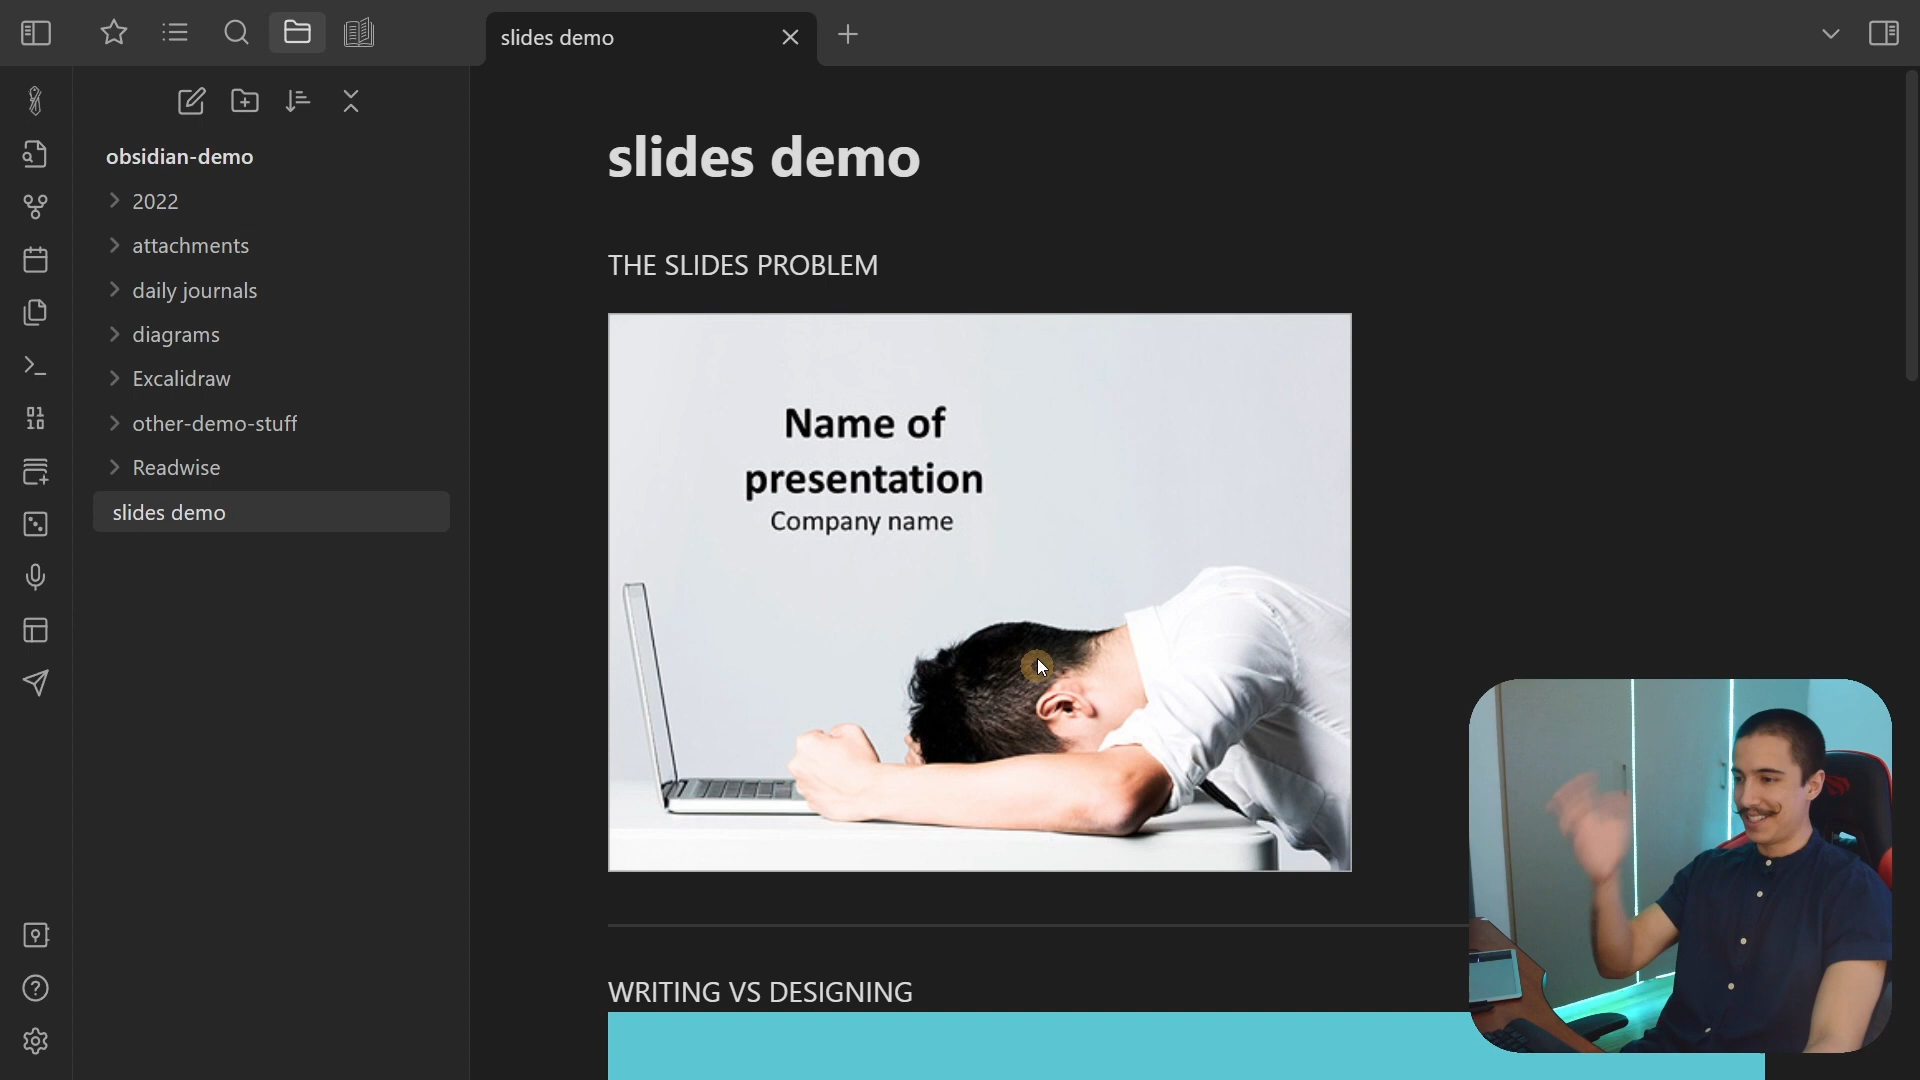 slides demo
obsidian-demo
2022
attachments
daily journals
diagrams
Excalidraw
other-demo-stuff
Readwise
slides demo
slides demo
THE SLIDES PROBLEM
Name of
presentation
Company name
WRITING VS DESIGNING